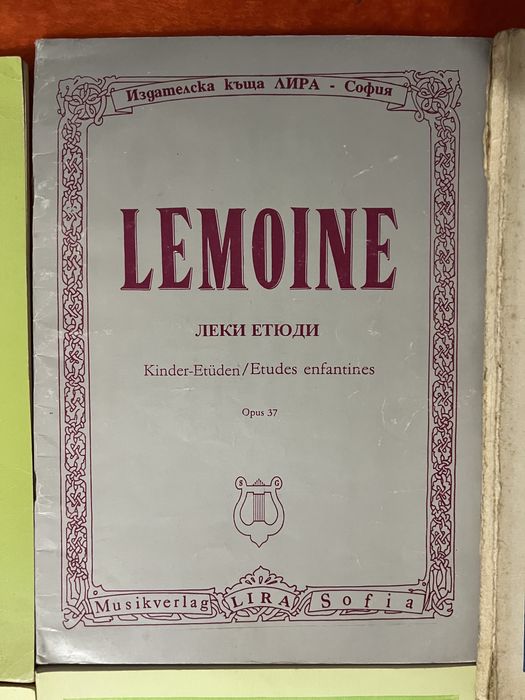 Издателска къща ЛИРА - София
LEMOINE
ЛЕКИ ЕТЮДИ
Kinder-Etüden/Etudes enfantines
Opus 37
S G
Musikverlag LIRA Sofia